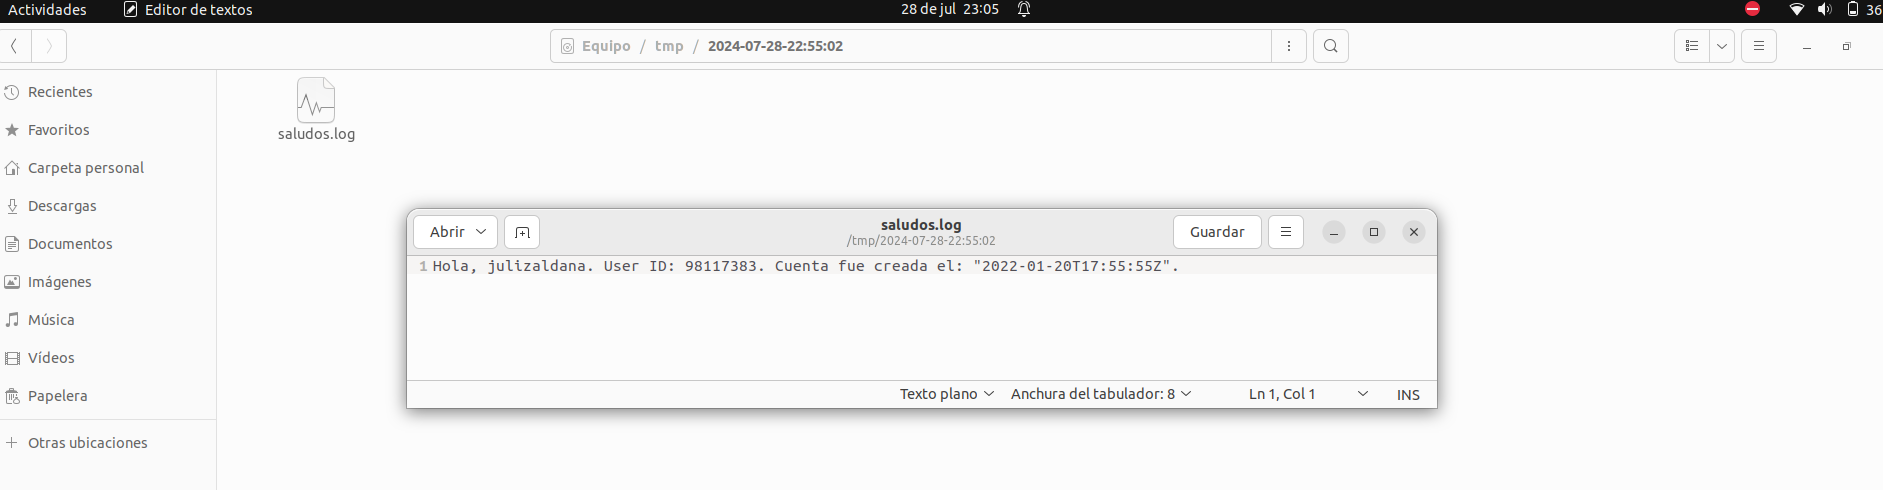 Actividades Editor de textos 28 de jul 23:05 36
Equipo / tmp / 2024-07-28-22:55:02
Recientes
Favoritos
Carpeta personal
Descargas
Documentos
Imágenes
Música
Vídeos
Papelera
Otras ubicaciones
saludos.log
Abrir saludos.log Guardar
/tmp/2024-07-28-22:55:02
1 Hola, julizaldana. User ID: 98117383. Cuenta fue creada el: "2022-01-20T17:55:55Z".
Texto plano Anchura del tabulador: 8 Ln 1, Col 1 INS